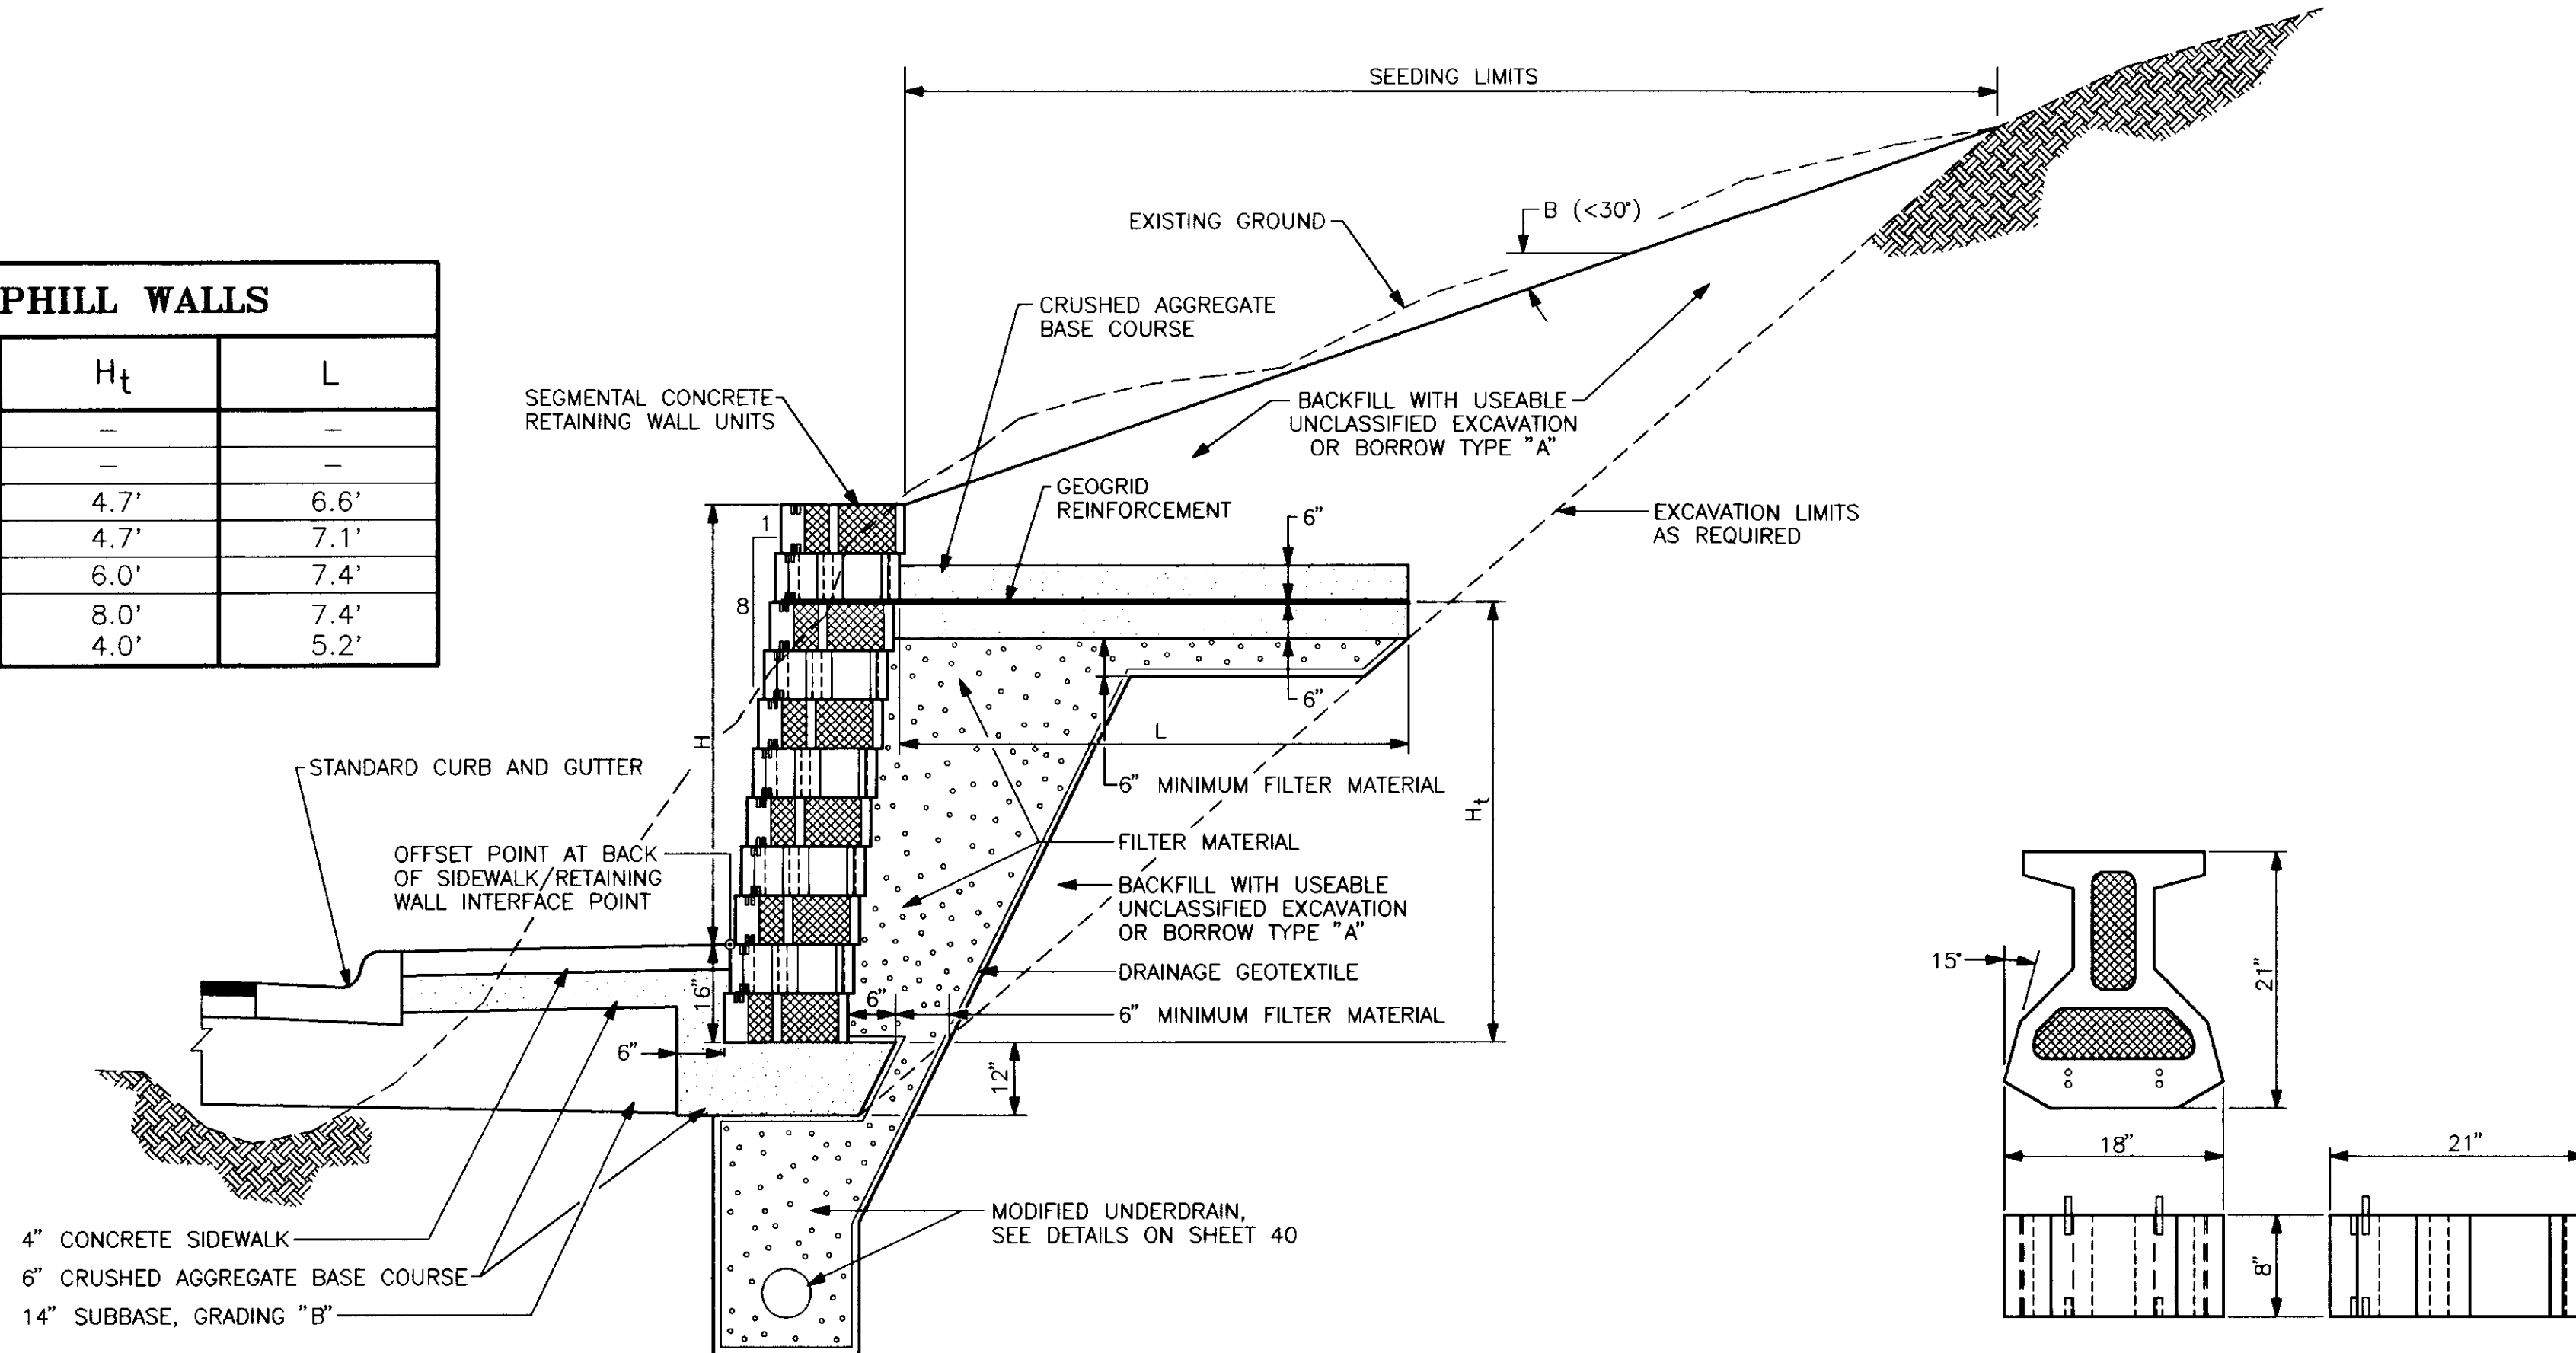 SEEDING LIMITS
B (<30°)
EXISTING GROUND
CRUSHED AGGREGATE
BASE COURSE
PHILL WALLS
Ht L
– –
– –
4.7' 6.6'
4.7' 7.1'
6.0' 7.4'
8.0' 7.4'
4.0' 5.2'
SEGMENTAL CONCRETE
RETAINING WALL UNITS
BACKFILL WITH USEABLE
UNCLASSIFIED EXCAVATION
OR BORROW TYPE "A"
GEOGRID
REINFORCEMENT
EXCAVATION LIMITS
AS REQUIRED
1
8
6"
6"
L
H
Ht
6" MINIMUM FILTER MATERIAL
STANDARD CURB AND GUTTER
OFFSET POINT AT BACK
OF SIDEWALK/RETAINING
WALL INTERFACE POINT
FILTER MATERIAL
BACKFILL WITH USEABLE
UNCLASSIFIED EXCAVATION
OR BORROW TYPE "A"
DRAINAGE GEOTEXTILE
16"
6"
6" MINIMUM FILTER MATERIAL
6"
12"
MODIFIED UNDERDRAIN,
SEE DETAILS ON SHEET 40
4" CONCRETE SIDEWALK
6" CRUSHED AGGREGATE BASE COURSE
14" SUBBASE, GRADING "B"
15°
21"
18"
21"
8"